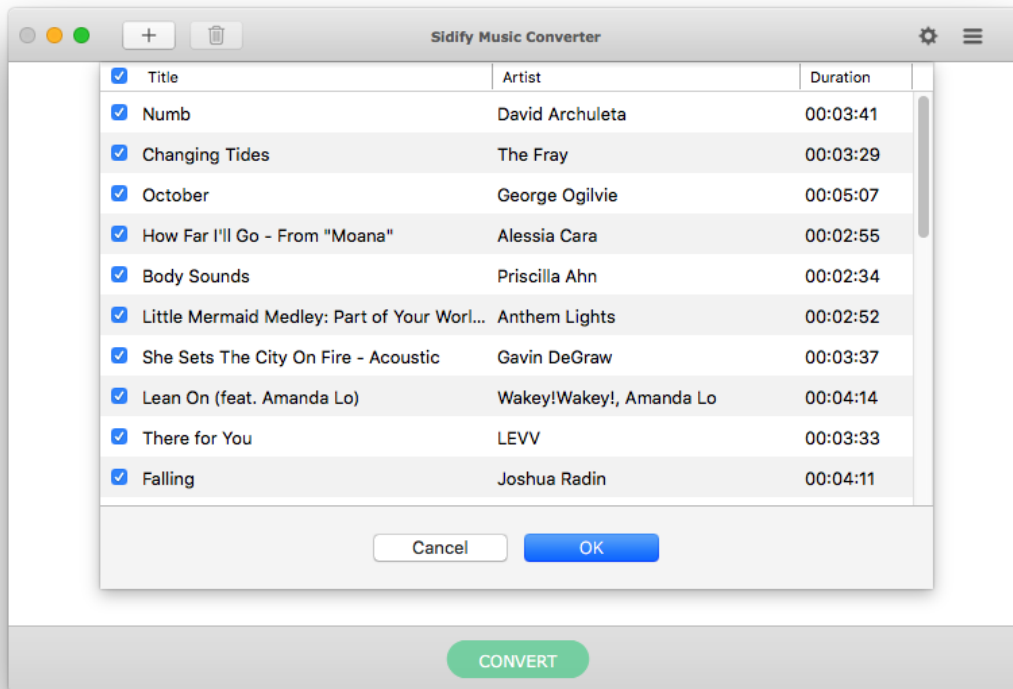 Sidify Music Converter
Title Artist Duration
Numb David Archuleta 00:03:41
Changing Tides The Fray 00:03:29
October George Ogilvie 00:05:07
How Far I'll Go - From "Moana" Alessia Cara 00:02:55
Body Sounds Priscilla Ahn 00:02:34
Little Mermaid Medley: Part of Your Worl... Anthem Lights 00:02:52
She Sets The City On Fire - Acoustic Gavin DeGraw 00:03:37
Lean On (feat. Amanda Lo) Wakey!Wakey!, Amanda Lo 00:04:14
There for You LEVV 00:03:33
Falling Joshua Radin 00:04:11
Cancel OK
CONVERT